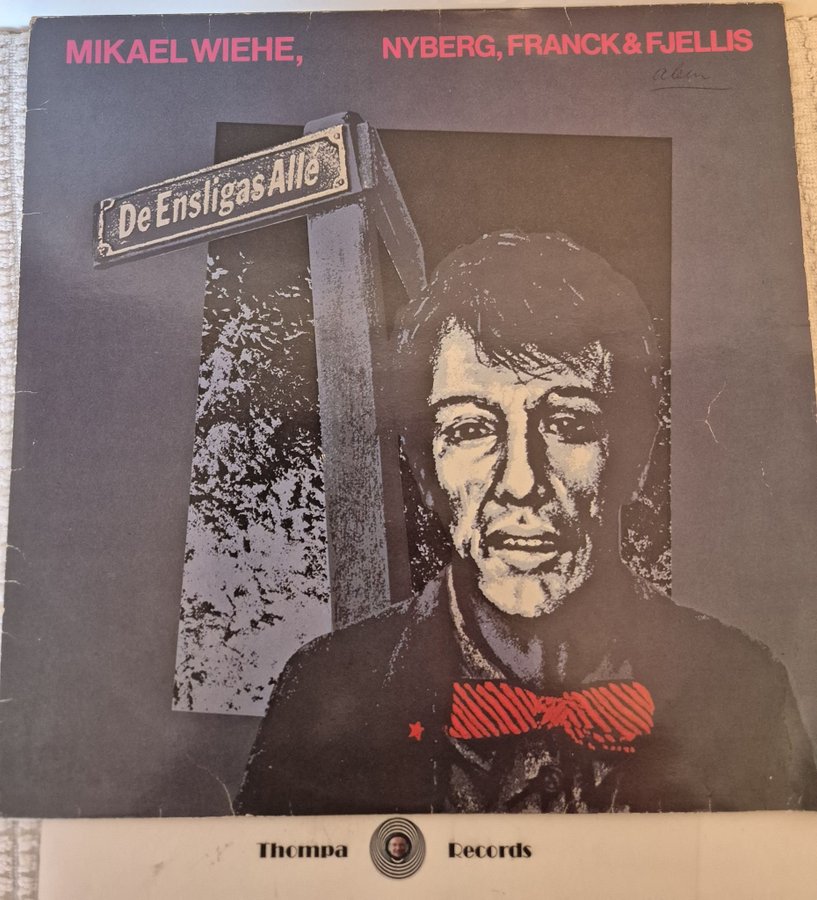 MIKAEL WIEHE, NYBERG, FRANCK & FJELLIS
De Ensligas Allé
Thompa Records